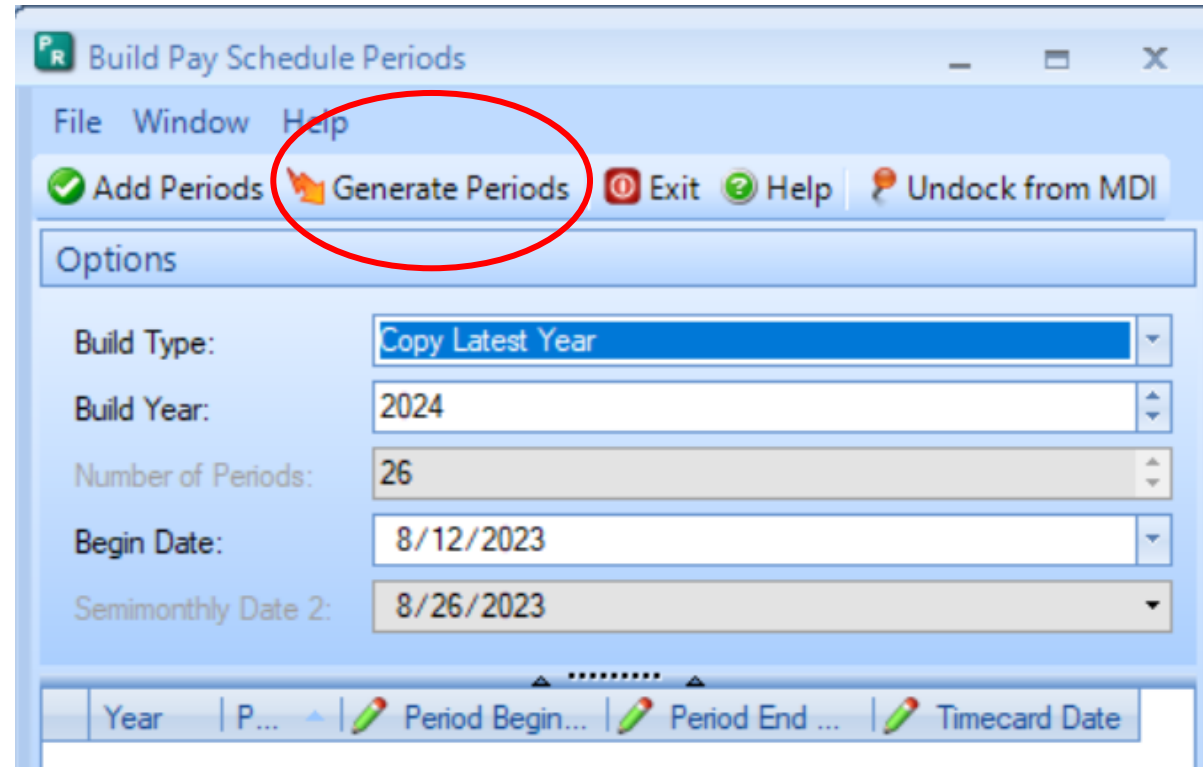 PR Build Pay Schedule Periods
File Window Help
Add Periods Generate Periods Exit Help Undock from MDI
Options
Build Type: Copy Latest Year
Build Year: 2024
Number of Periods: 26
Begin Date: 8/12/2023
Semimonthly Date 2: 8/26/2023
Year P... Period Begin... Period End ... Timecard Date